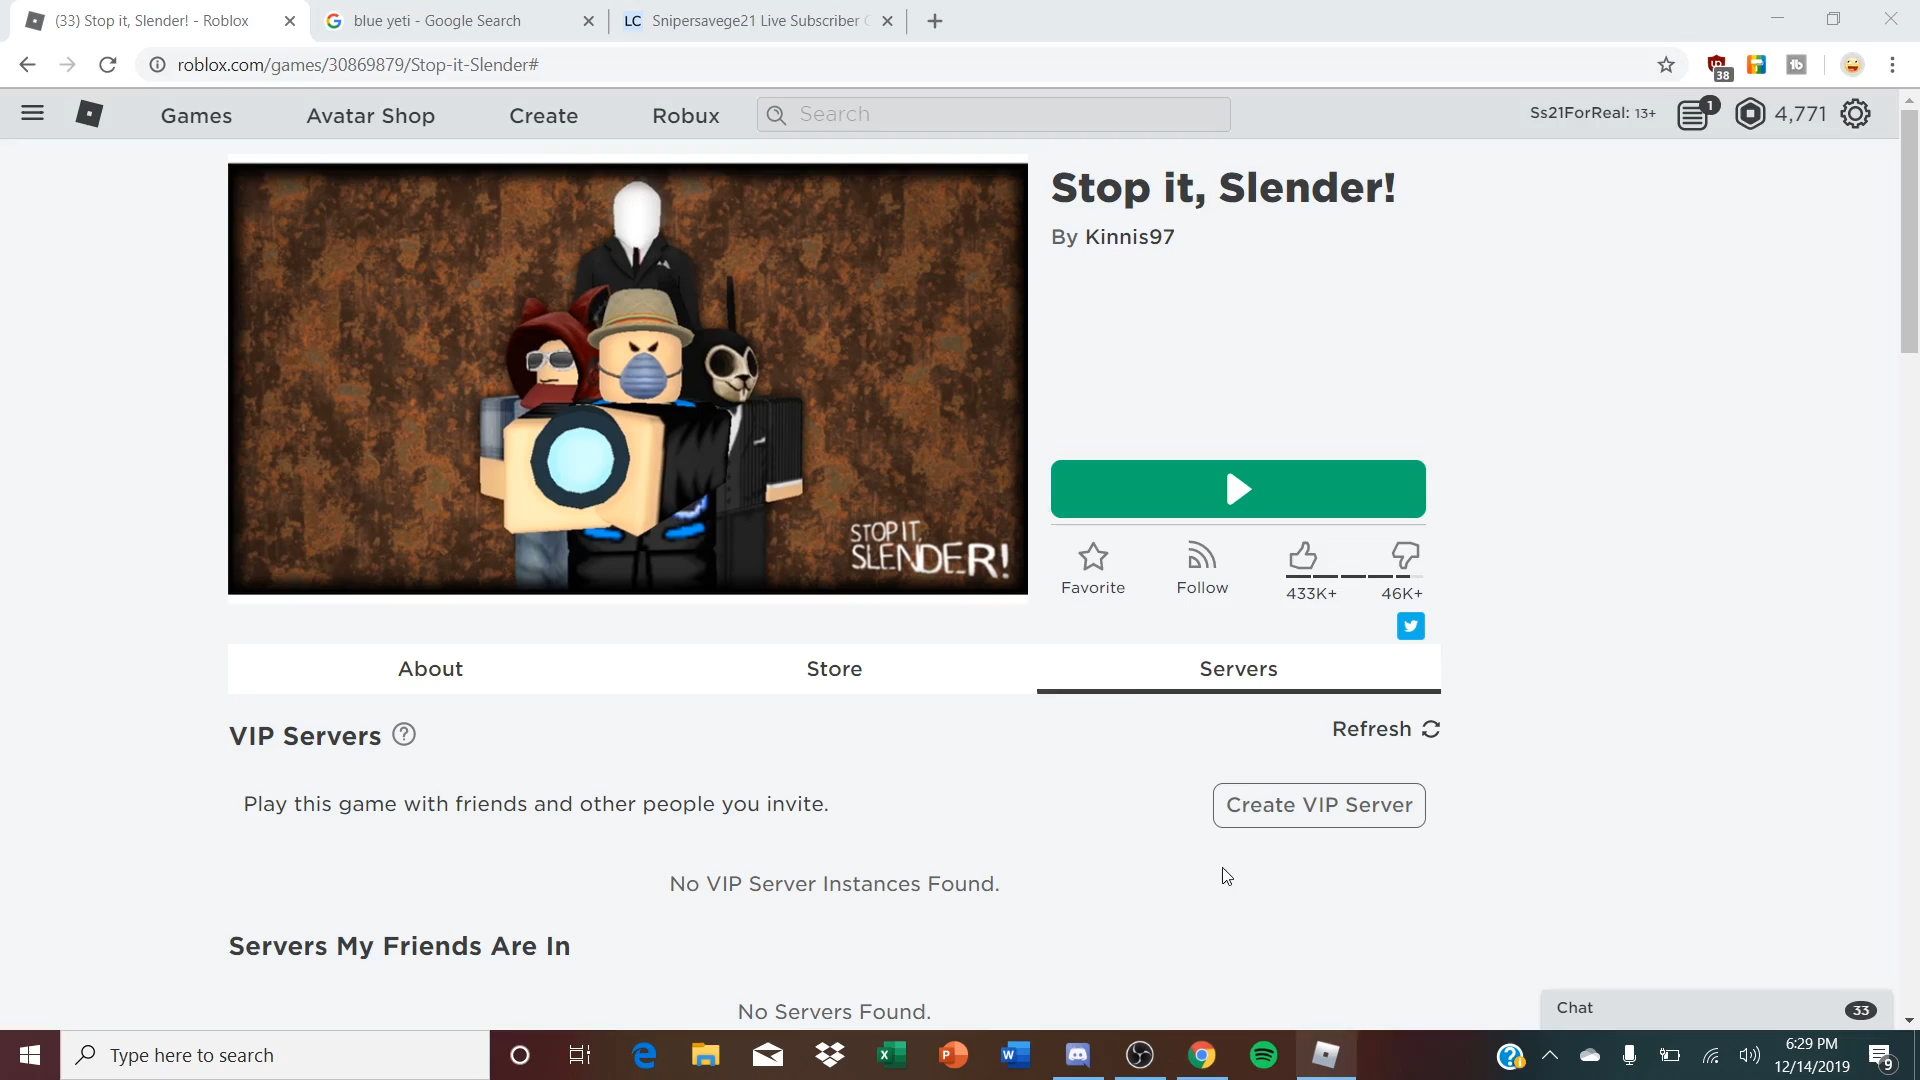 (33) Stop it, Slender! - Roblox
blue yeti - Google Search
LC Snipersavege21 Live Subscriber
roblox.com/games/30869879/Stop-it-Slender#
38
Games
Avatar Shop
Create
Robux
Search
Ss21ForReal: 13+
1
4,771
Stop it, Slender!
By Kinnis97
STOP IT,
SLENDER!
Favorite
Follow
433K+
46K+
About
Store
Servers
VIP Servers
Refresh
Play this game with friends and other people you invite.
Create VIP Server
No VIP Server Instances Found.
Servers My Friends Are In
No Servers Found.
Chat
33
Type here to search
6:29 PM
12/14/2019
9